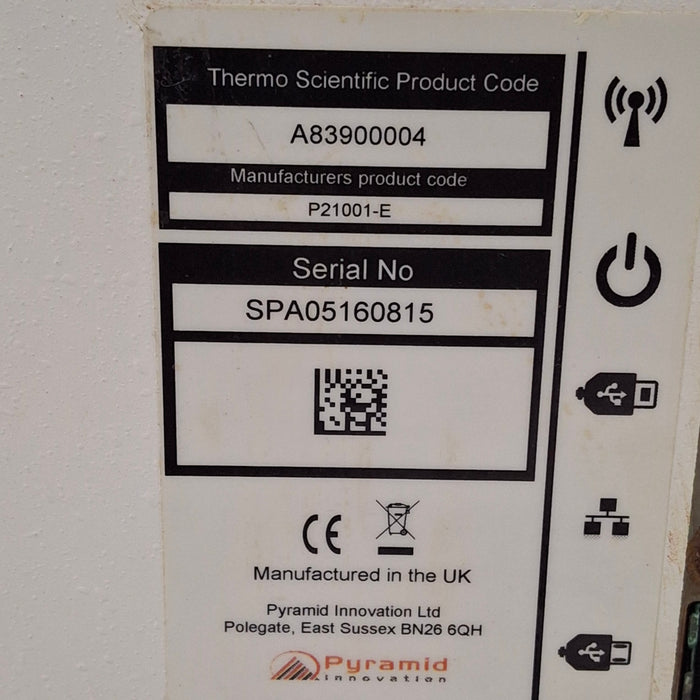 Thermo Scientific Product Code
A83900004
Manufacturers product code
P21001-E
Serial No
SPA05160815
CE
Manufactured in the UK
Pyramid Innovation Ltd
Polegate, East Sussex BN26 6QH
Pyramid
innovation